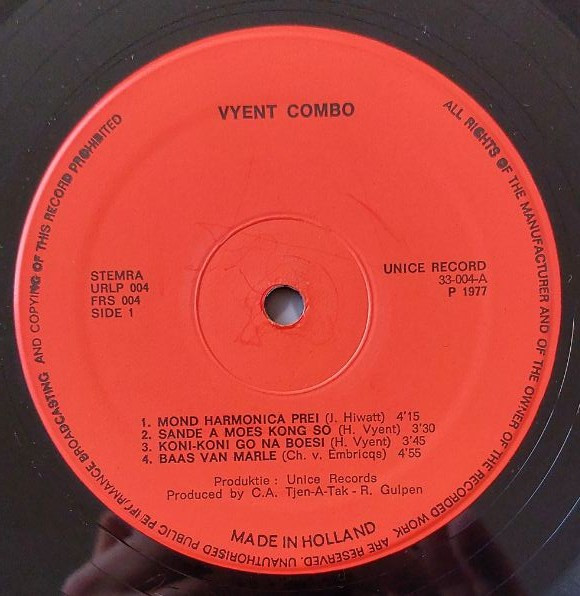 VYENT COMBO
STEMRA
URLP 004
FRS 004
SIDE 1
UNICE RECORD
33-004-A
P 1977
1. MOND HARMONICA PREI (J. Hiwatt) 4'15
2. SANDE A MOES KONG SO (H. Vyent) 3'30
3. KONI-KONI GO NA BOESI (H. Vyent) 3'45
4. BAAS VAN MARLE (Ch. v. Embricqs) 4'55
Produktie: Unice Records
Produced by C.A. Tjen-A-Tak - R. Gulpen
MADE IN HOLLAND
ALL RIGHTS OF THE MANUFACTURER AND OF THE OWNER OF THE RECORDED WORK ARE RESERVED. UNAUTHORISED PUBLIC PERFORMANCE BROADCASTING AND COPYING OF THIS RECORD PROHIBITED